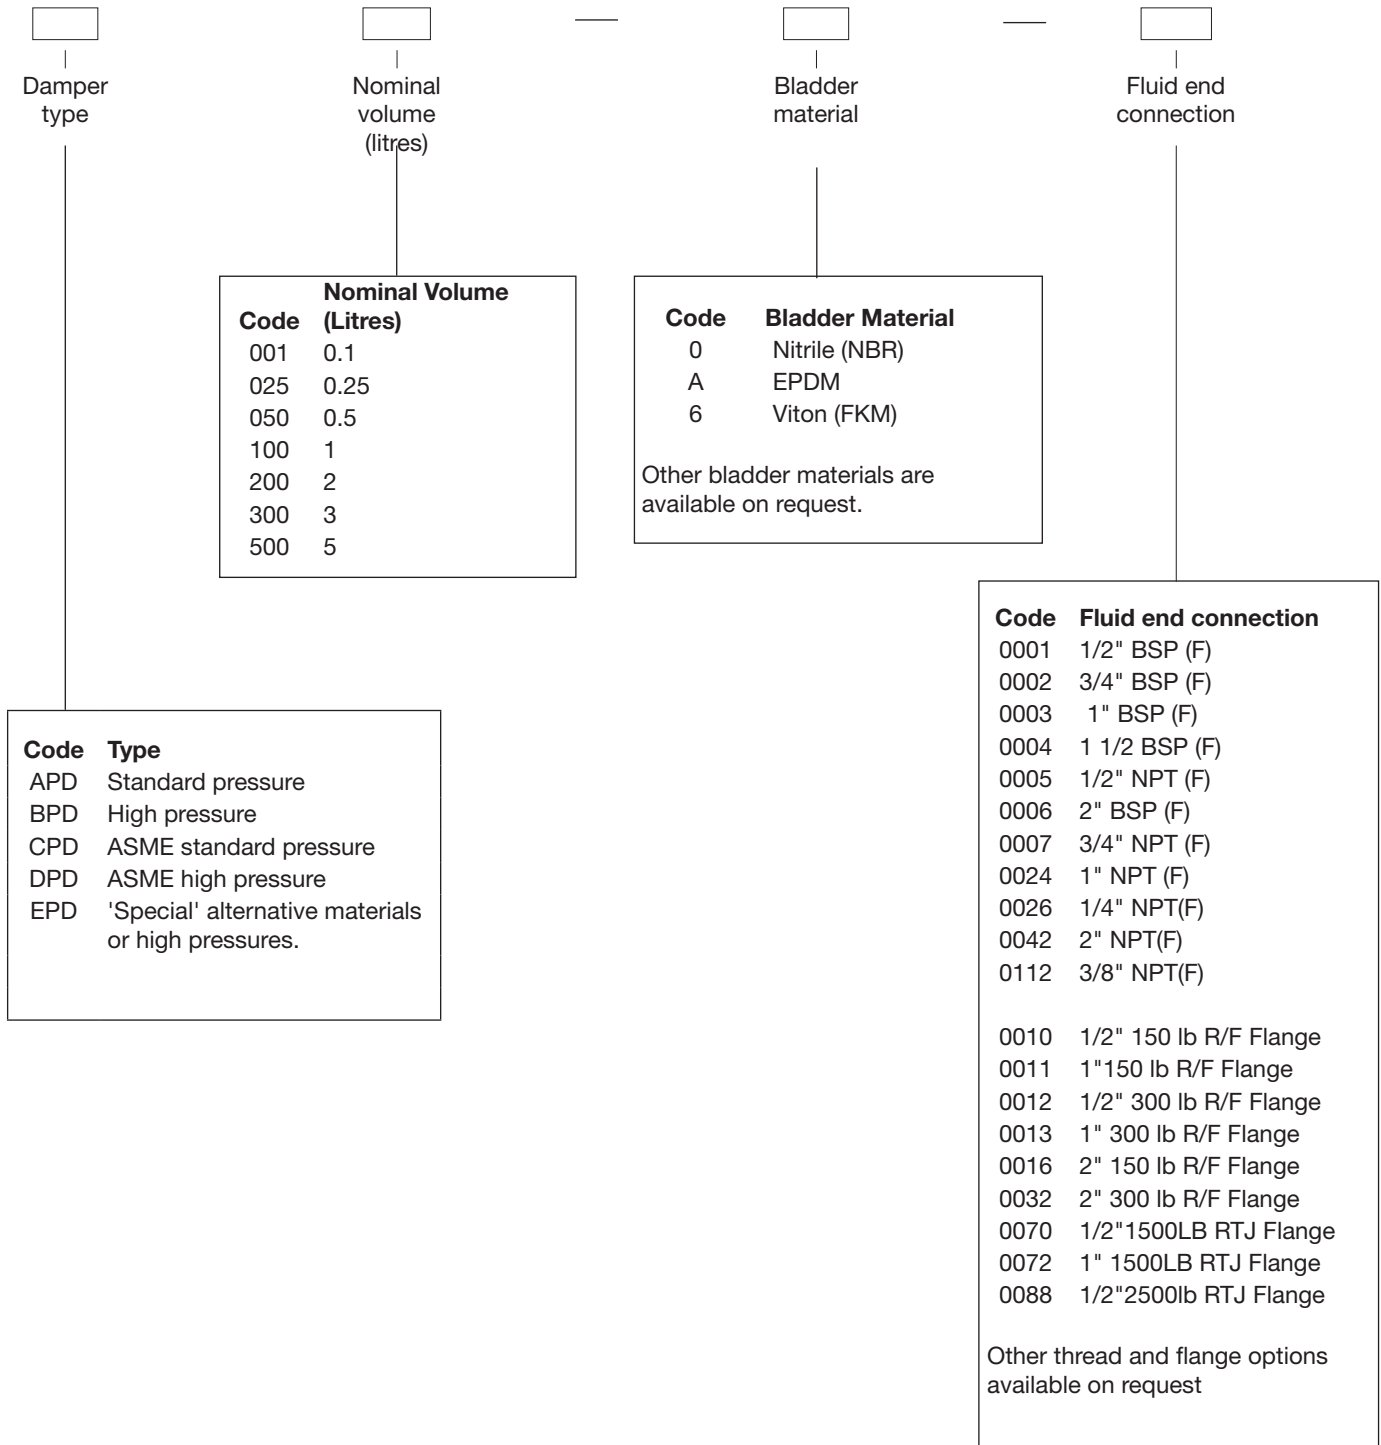 Damper
type
Nominal
volume
(litres)
Bladder
material
Fluid end
connection
Nominal Volume
Code (Litres)
001 0.1
025 0.25
050 0.5
100 1
200 2
300 3
500 5
Code Bladder Material
0 Nitrile (NBR)
A EPDM
6 Viton (FKM)
Other bladder materials are
available on request.
Code Type
APD Standard pressure
BPD High pressure
CPD ASME standard pressure
DPD ASME high pressure
EPD 'Special' alternative materials
or high pressures.
Code Fluid end connection
0001 1/2" BSP (F)
0002 3/4" BSP (F)
0003 1" BSP (F)
0004 1 1/2 BSP (F)
0005 1/2" NPT (F)
0006 2" BSP (F)
0007 3/4" NPT (F)
0024 1" NPT (F)
0026 1/4" NPT(F)
0042 2" NPT(F)
0112 3/8" NPT(F)
0010 1/2" 150 lb R/F Flange
0011 1"150 lb R/F Flange
0012 1/2" 300 lb R/F Flange
0013 1" 300 lb R/F Flange
0016 2" 150 lb R/F Flange
0032 2" 300 lb R/F Flange
0070 1/2"1500LB RTJ Flange
0072 1" 1500LB RTJ Flange
0088 1/2"2500lb RTJ Flange
Other thread and flange options
available on request